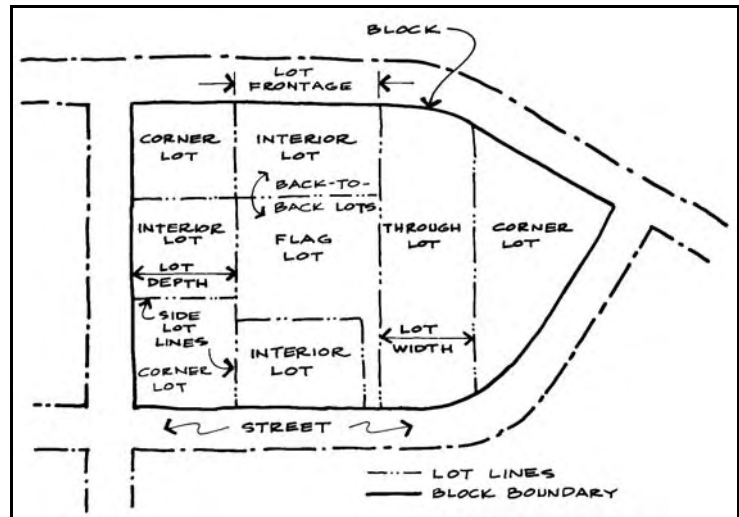 BLOCK
LOT
FRONTAGE
CORNER
LOT
INTERIOR
LOT
BACK-TO-
BACK LOTS
INTERIOR
LOT
FLAG
LOT
THROUGH
LOT
CORNER
LOT
LOT
DEPTH
SIDE
LOT
LINES
CORNER
LOT
INTERIOR
LOT
LOT
WIDTH
STREET
LOT LINES
BLOCK BOUNDARY